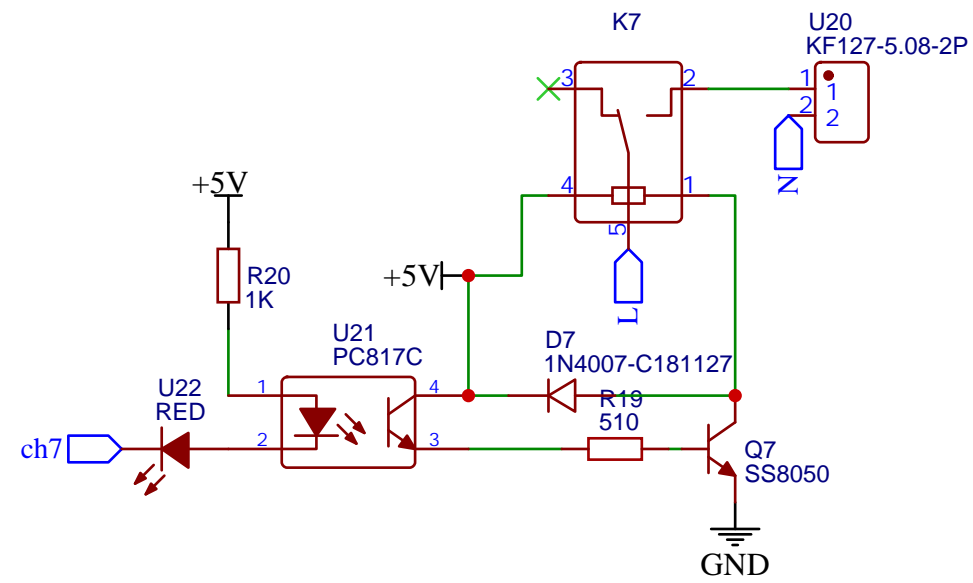 K7
U20
KF127-5.08-2P
3
2
1
1
2
2
4
1
5
N
L
+5V
R20
1K
+5V
U21
PC817C
D7
1N4007-C181127
R19
510
U22
RED
1
4
ch7
2
3
Q7
SS8050
GND